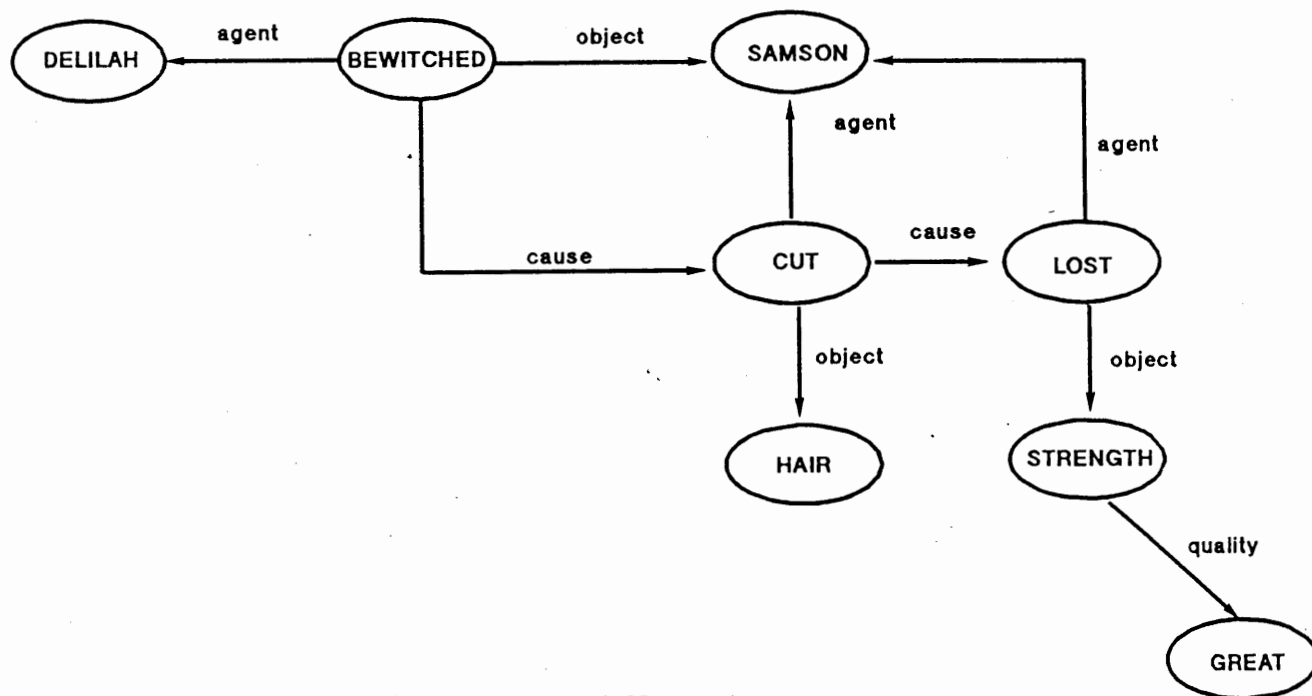 agent
object
DELILAH
BEWITCHED
SAMSON
agent
agent
cause
cause
CUT
LOST
object
object
HAIR
STRENGTH
quality
GREAT